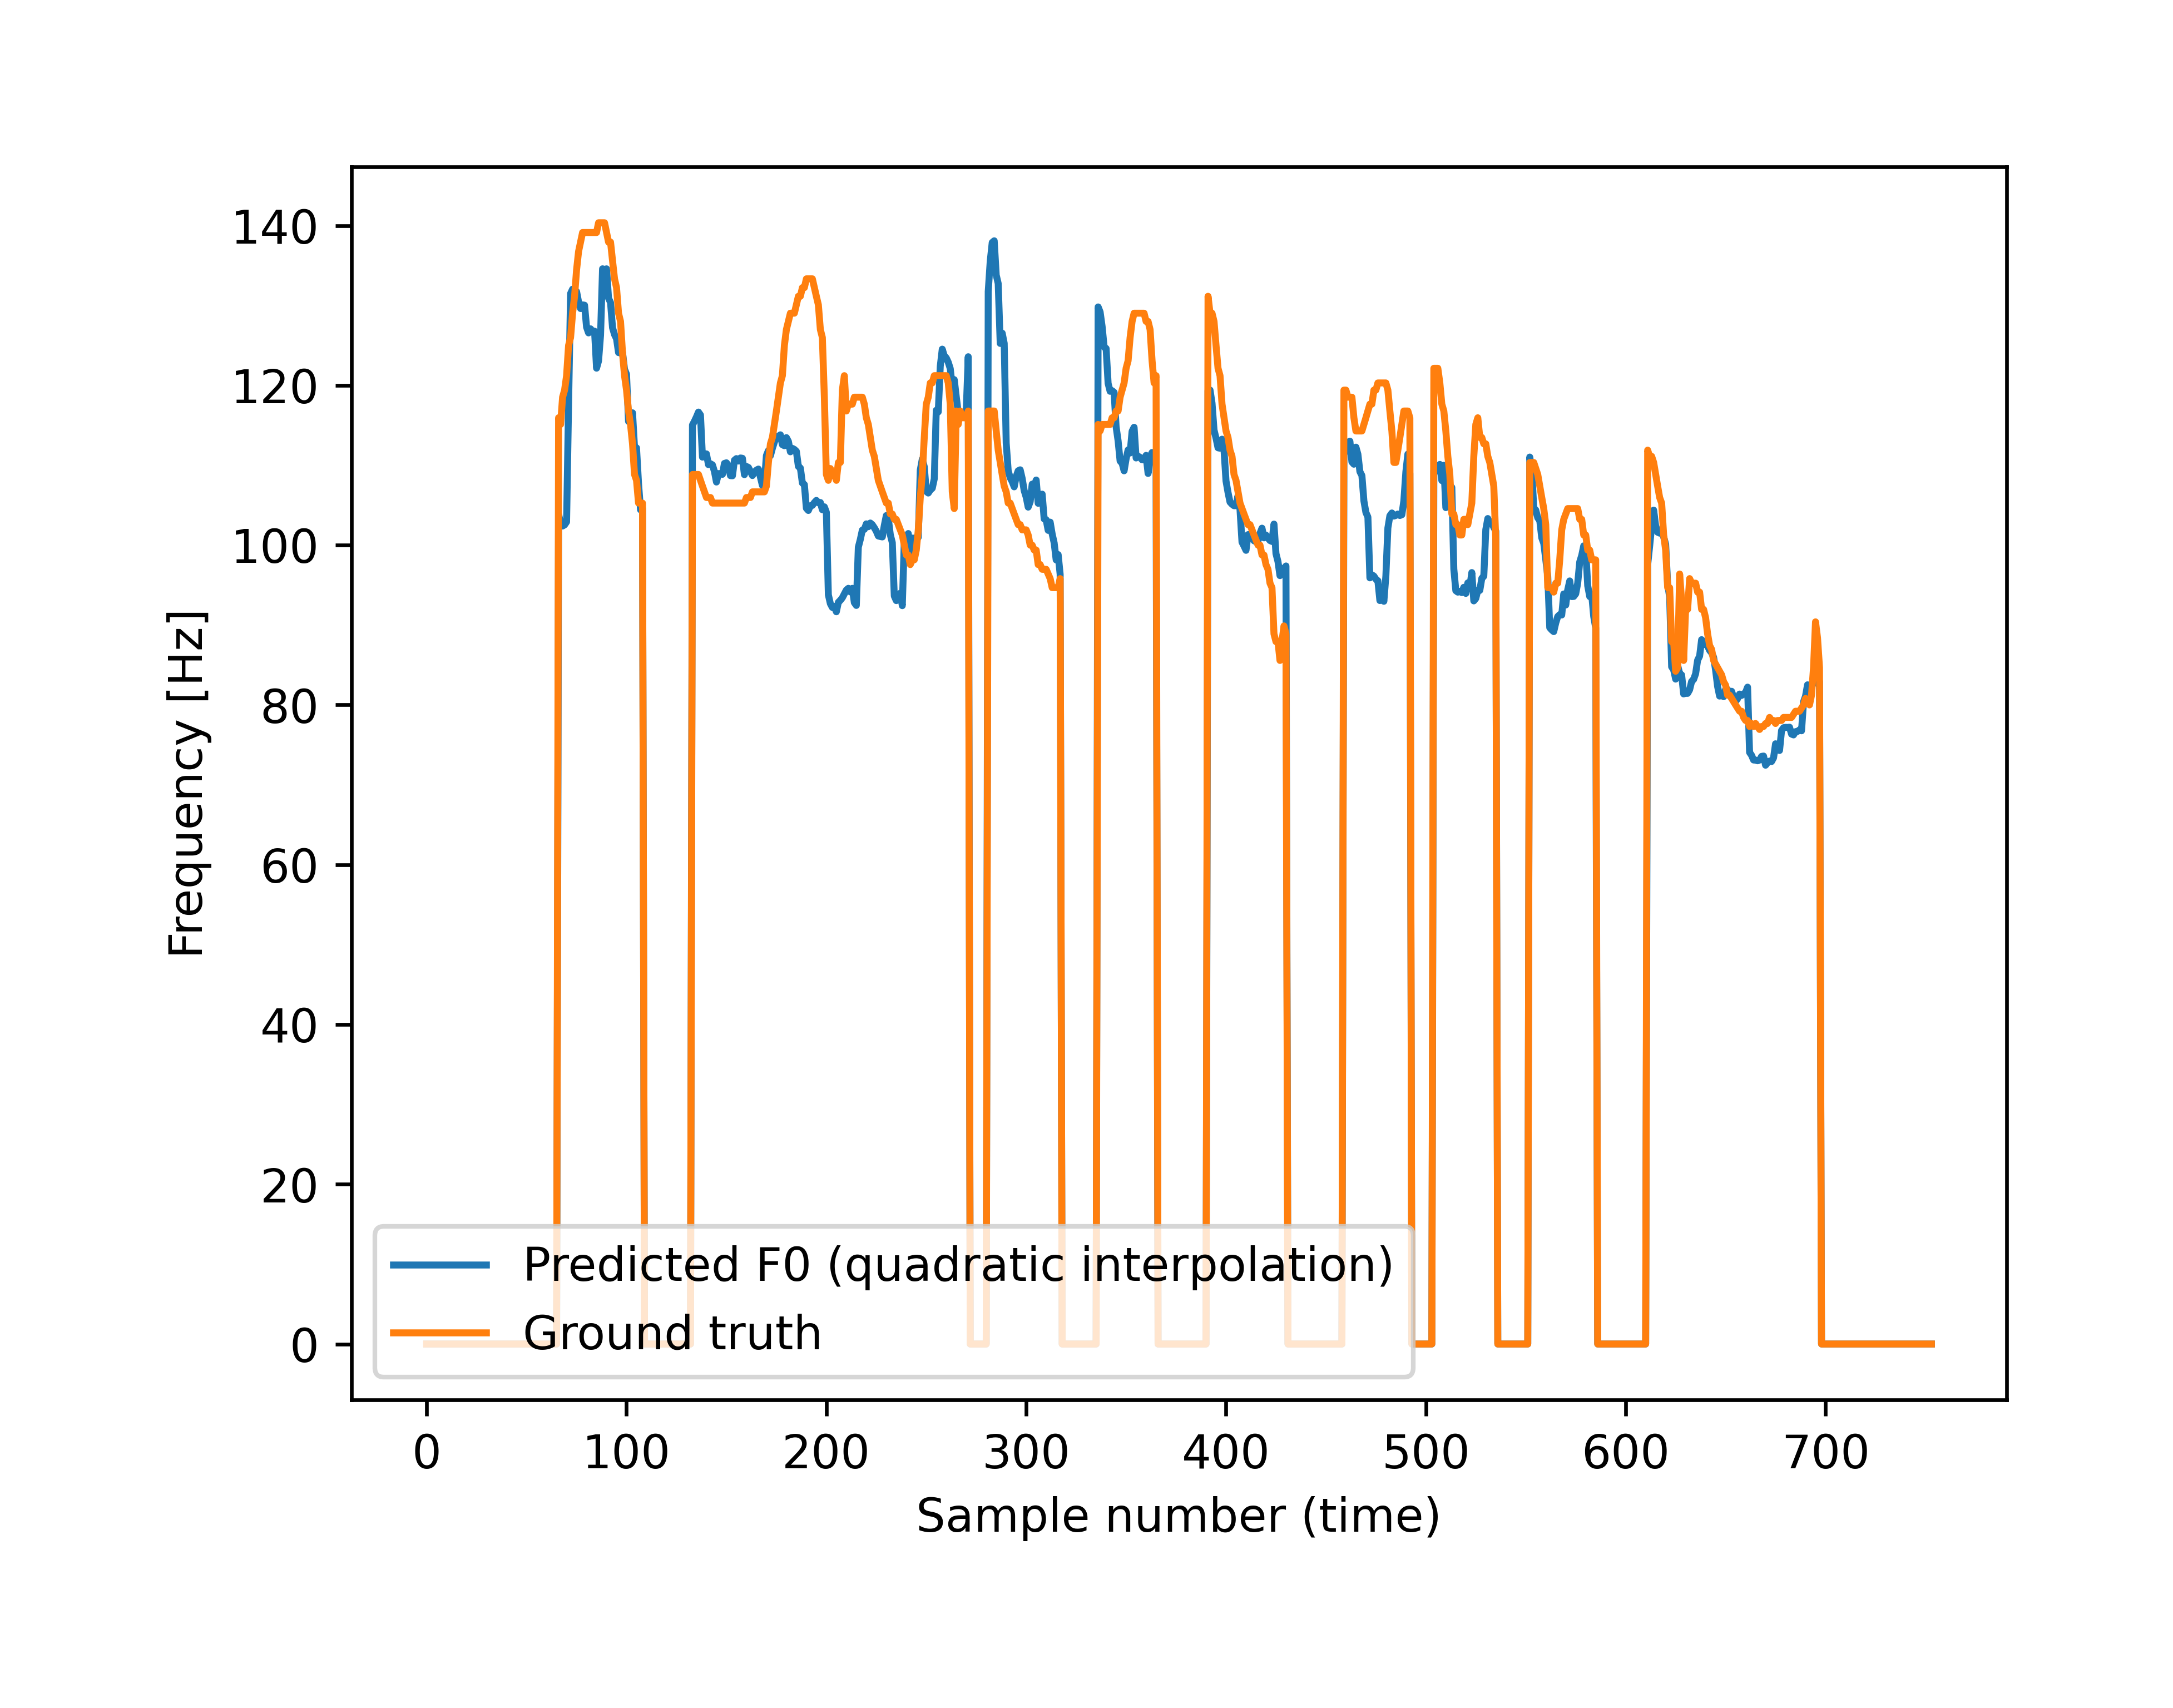 140
120
100
80
60
40
20
0
Frequency [Hz]
Predicted F0 (quadratic interpolation)
Ground truth
0 100 200 300 400 500 600 700
Sample number (time)